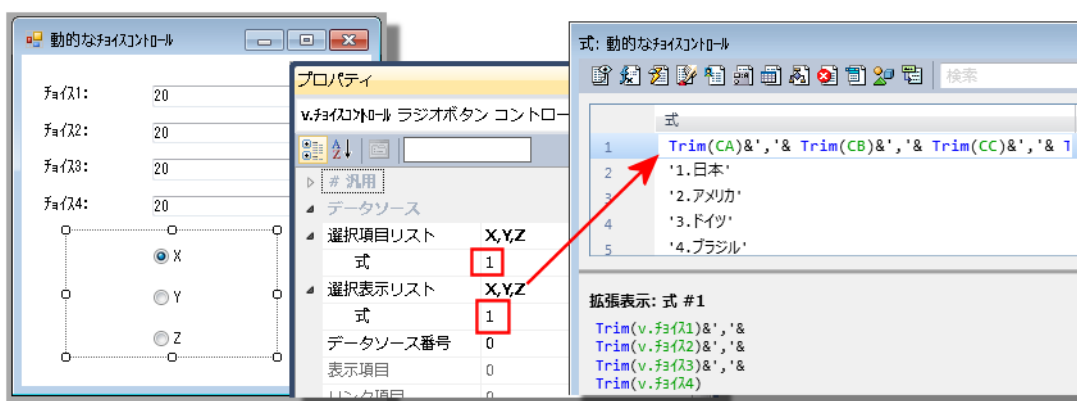 動的なﾁｮｲｽｺﾝﾄﾛｰﾙ
ﾁｮｲｽ1: 20
ﾁｮｲｽ2: 20
ﾁｮｲｽ3: 20
ﾁｮｲｽ4: 20
X
Y
Z
プロパティ
v.ﾁｮｲｽｺﾝﾄﾛｰﾙ ラジオボタン コントロー
# 汎用
データソース
選択項目リスト X,Y,Z
式 1
選択表示リスト X,Y,Z
式 1
データソース番号 0
表示項目 0
リンク項目 0
式: 動的なﾁｮｲｽｺﾝﾄﾛｰﾙ
検索
式
1 Trim(CA)&','& Trim(CB)&','& Trim(CC)&','& T
2 '1.日本'
3 '2.アメリカ'
4 '3.ドイツ'
5 '4.ブラジル'
拡張表示: 式 #1
Trim(v.ﾁｮｲｽ1)&','&
Trim(v.ﾁｮｲｽ2)&','&
Trim(v.ﾁｮｲｽ3)&','&
Trim(v.ﾁｮｲｽ4)